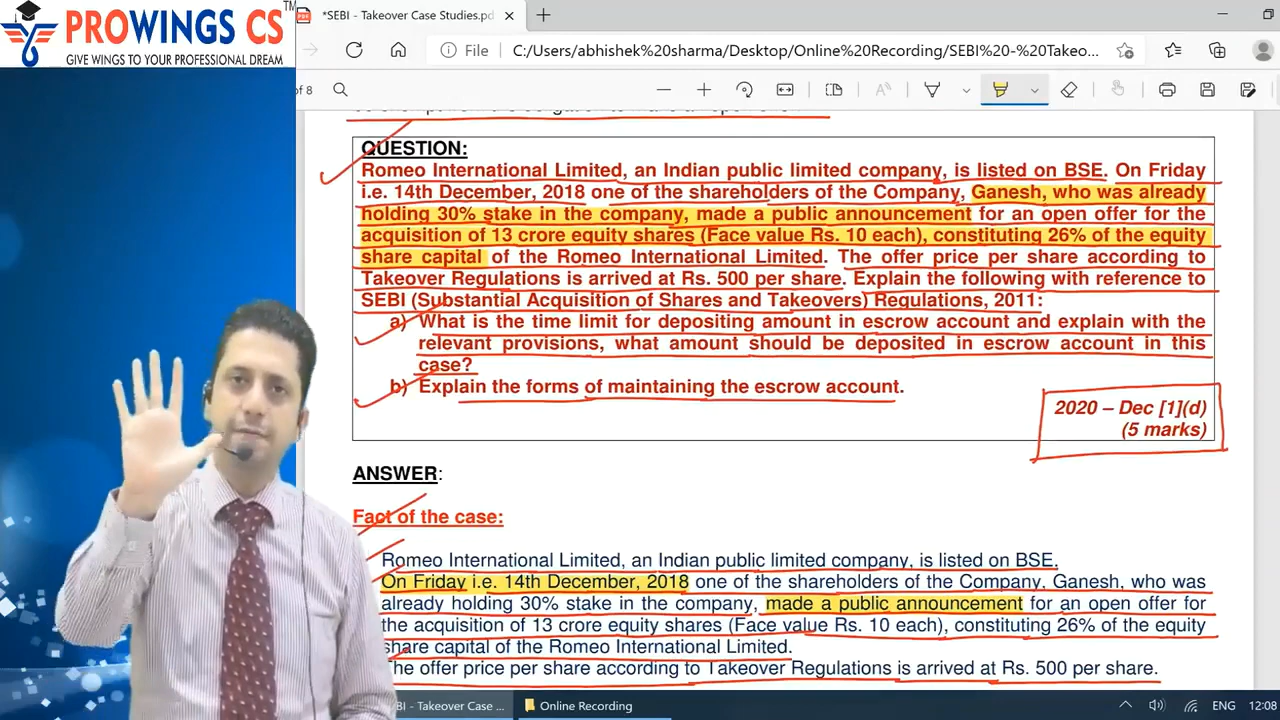 PROWINGS CS™
GIVE WINGS TO YOUR PROFESSIONAL DREAM
*SEBI - Takeover Case Studies.pd
File
C:/Users/abhishek%20sharma/Desktop/Online%20Recording/SEBI%20-%20Takeo...
of 8
QUESTION:
Romeo International Limited, an Indian public limited company, is listed on BSE. On Friday
i.e. 14th December, 2018 one of the shareholders of the Company, Ganesh, who was already
holding 30% stake in the company, made a public announcement for an open offer for the
acquisition of 13 crore equity shares (Face value Rs. 10 each), constituting 26% of the equity
share capital of the Romeo International Limited. The offer price per share according to
Takeover Regulations is arrived at Rs. 500 per share. Explain the following with reference to
SEBI (Substantial Acquisition of Shares and Takeovers) Regulations, 2011:
a) What is the time limit for depositing amount in escrow account and explain with the
relevant provisions, what amount should be deposited in escrow account in this
case?
b) Explain the forms of maintaining the escrow account.
2020 – Dec [1](d)
(5 marks)
ANSWER:
Fact of the case:
Romeo International Limited, an Indian public limited company, is listed on BSE.
On Friday i.e. 14th December, 2018 one of the shareholders of the Company, Ganesh, who was
already holding 30% stake in the company, made a public announcement for an open offer for
the acquisition of 13 crore equity shares (Face value Rs. 10 each), constituting 26% of the equity
share capital of the Romeo International Limited.
The offer price per share according to Takeover Regulations is arrived at Rs. 500 per share.
BI - Takeover Case ...
Online Recording
ENG
12:08